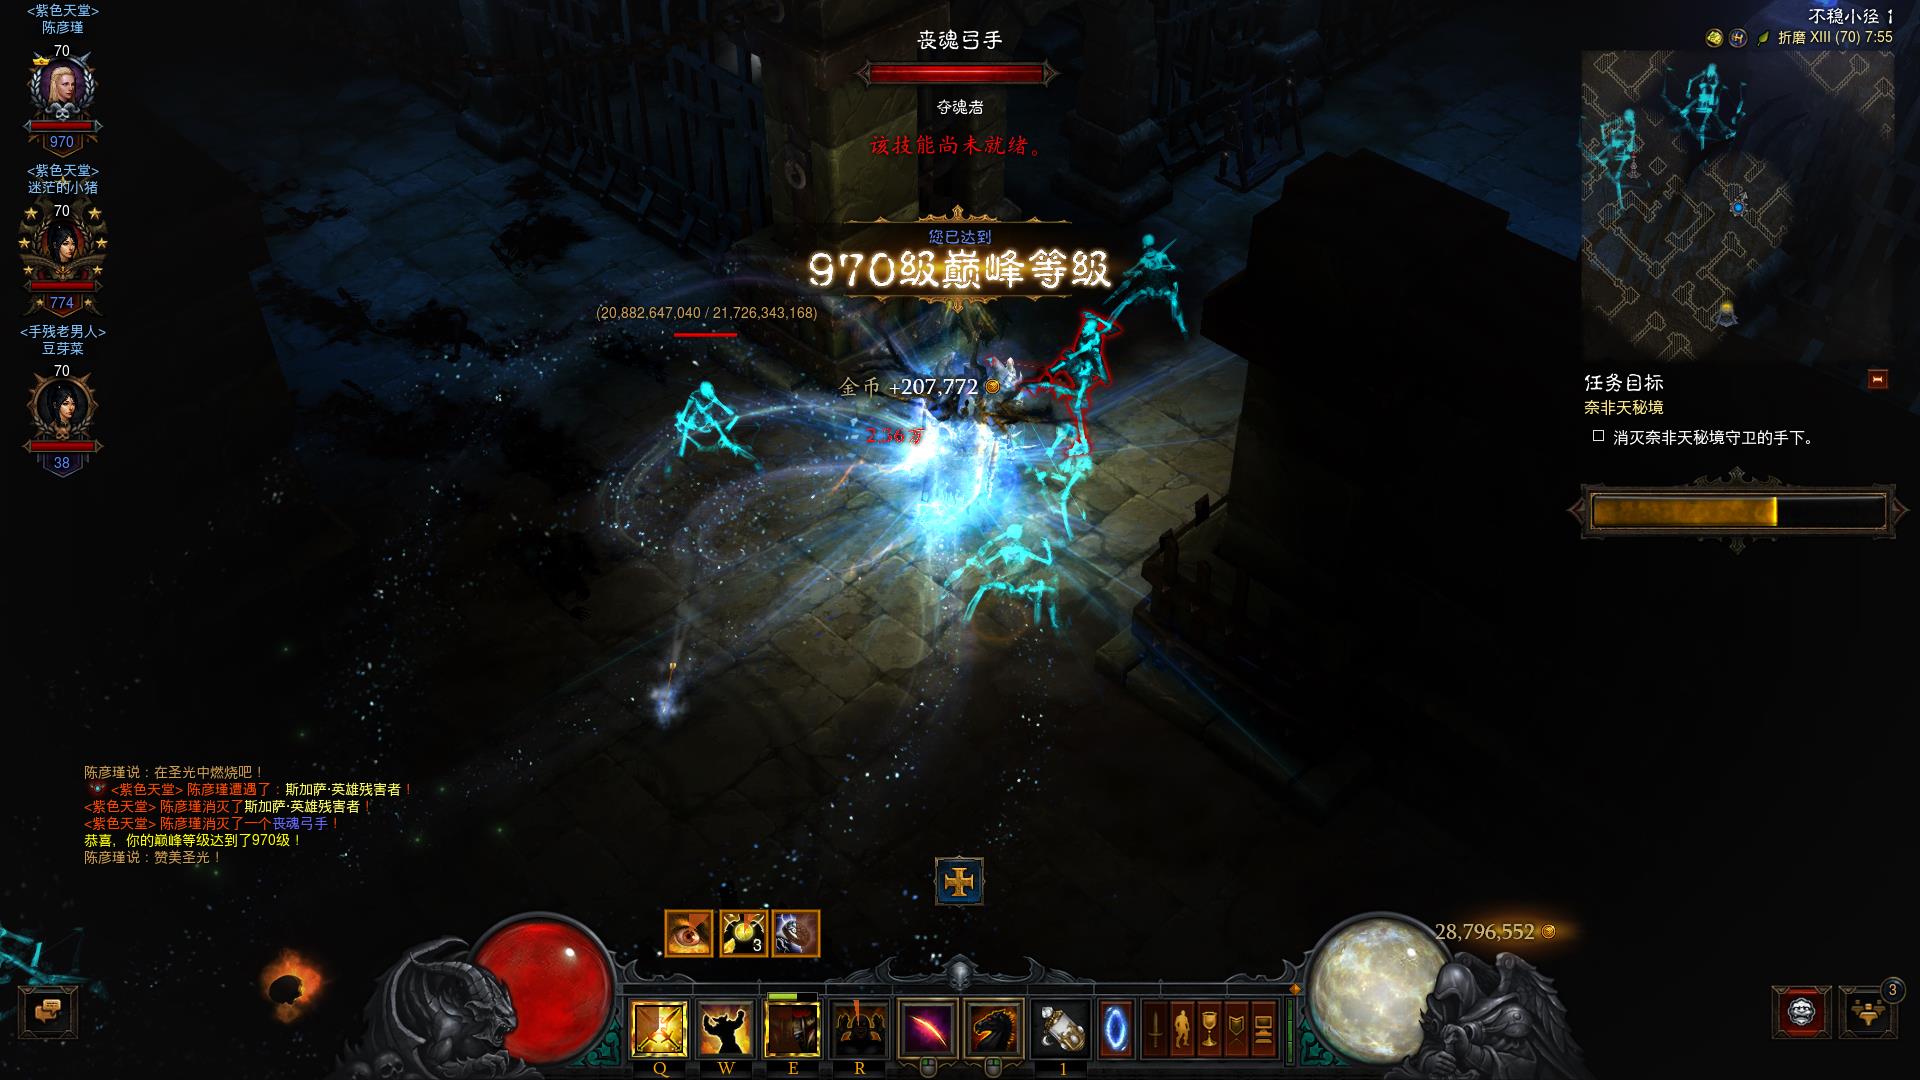 <紫色天堂>
陈彦瑾
70
970
<紫色天堂>
迷茫的小猪
70
774
<手残老男人>
豆芽菜
70
38
丧魂弓手
夺魂者
该技能尚未就绪。
您已达到
970级巅峰等级
(20,882,647,040 / 21,726,343,168)
金币 +207,772
2.56万
不稳小径 1
折磨 XIII (70) 7:55
任务目标
奈非天秘境
消灭奈非天秘境守卫的手下。
陈彦瑾说：在圣光中燃烧吧！
<紫色天堂> 陈彦瑾遭遇了：斯加萨·英雄残害者！
<紫色天堂> 陈彦瑾消灭了斯加萨·英雄残害者！
<紫色天堂> 陈彦瑾消灭了一个丧魂弓手！
恭喜，你的巅峰等级达到了970级！
陈彦瑾说：赞美圣光！
3
28,796,552
Q
W
E
R
1
3